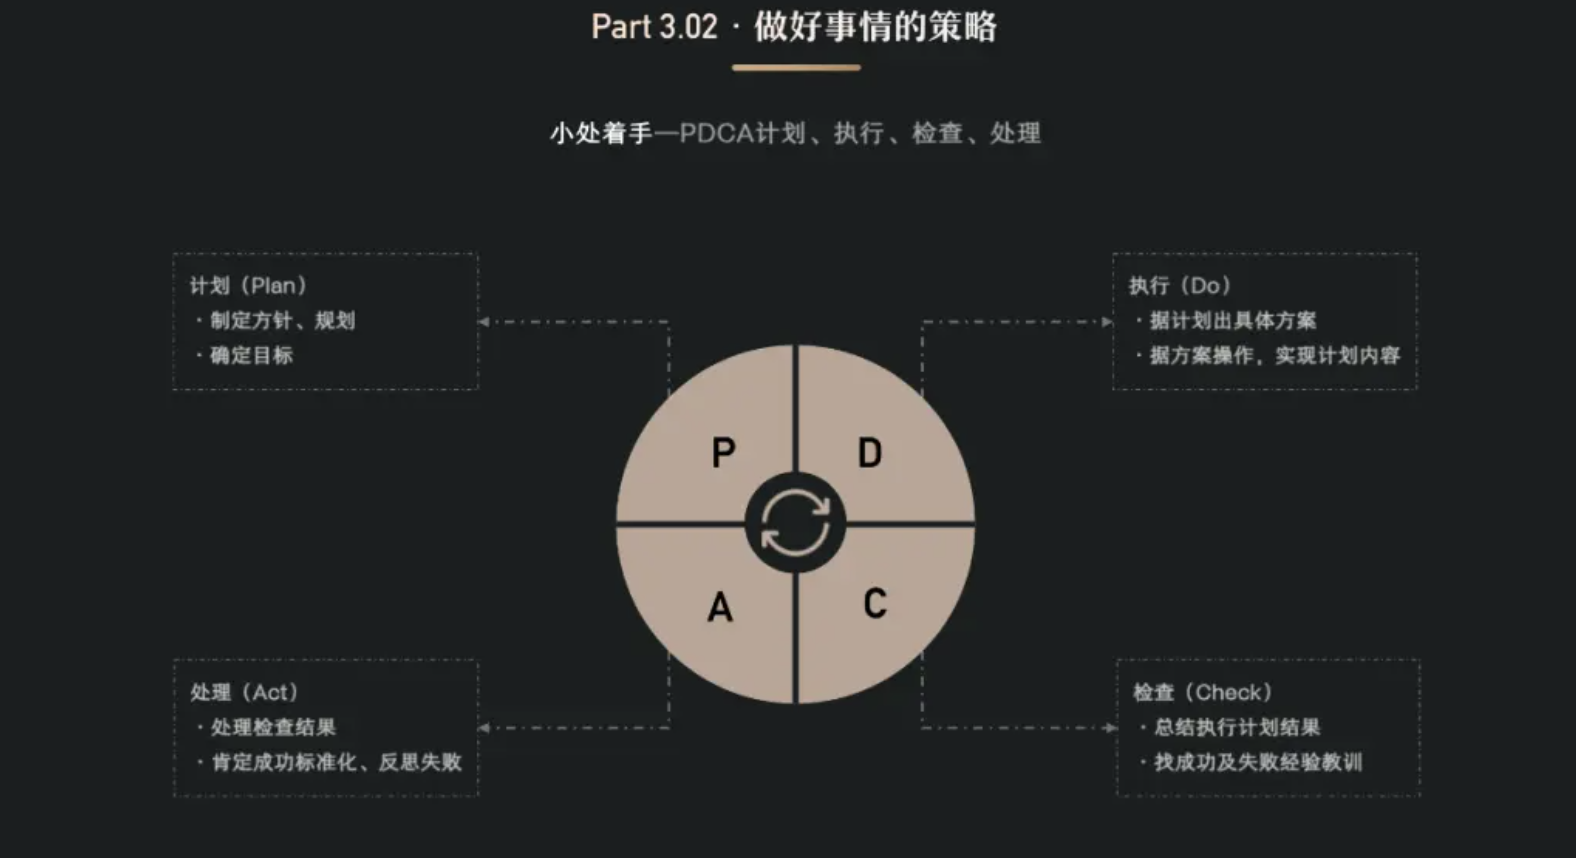 Part 3.02 · 做好事情的策略
小处着手—PDCA计划、执行、检查、处理
计划（Plan）
· 制定方针、规划
· 确定目标
执行（Do）
· 据计划出具体方案
· 据方案操作，实现计划内容
P
D
A
C
处理（Act）
· 处理检查结果
· 肯定成功标准化、反思失败
检查（Check）
· 总结执行计划结果
· 找成功及失败经验教训